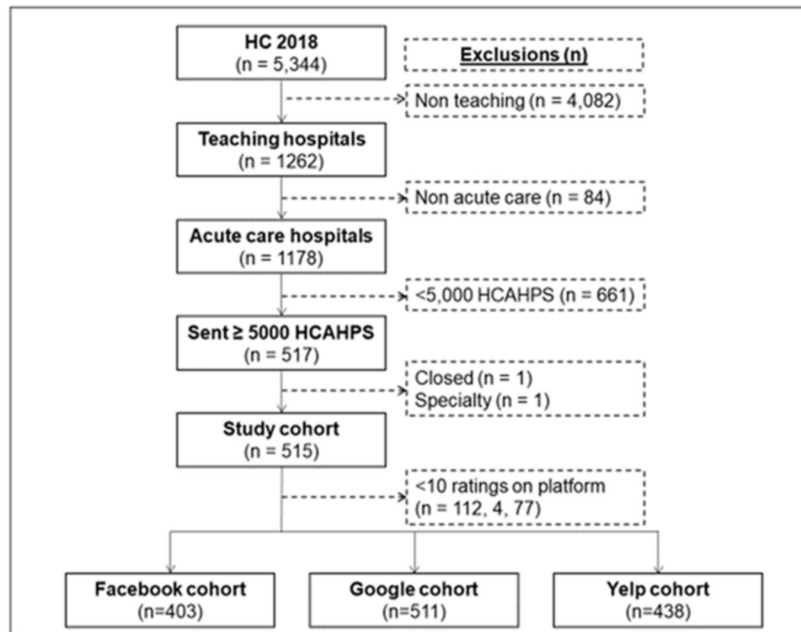 HC 2018
(n = 5,344)
Exclusions (n)
Non teaching (n = 4,082)
Teaching hospitals
(n = 1262)
Non acute care (n = 84)
Acute care hospitals
(n = 1178)
<5,000 HCAHPS (n = 661)
Sent ≥ 5000 HCAHPS
(n = 517)
Closed (n = 1)
Specialty (n = 1)
Study cohort
(n = 515)
<10 ratings on platform
(n = 112, 4, 77)
Facebook cohort
(n=403)
Google cohort
(n=511)
Yelp cohort
(n=438)